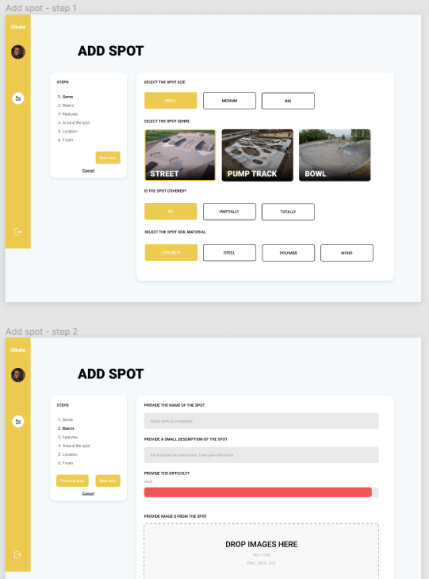 Add spot - step 1
ADD SPOT
STEPS
1. Genre
2. Basics
3. Features
4. Around the spot
5. Location
6. Finish
Next step
Cancel
SELECT THE SPOT SIZE
SMALL
MEDIUM
BIG
SELECT THE SPOT GENRE
STREET
PUMP TRACK
BOWL
IS THE SPOT COVERED?
NO
PARTIALLY
TOTALLY
SELECT THE SPOT SOIL MATERIAL
CONCRETE
STEEL
POLYMER
WOOD
Add spot - step 2
ADD SPOT
STEPS
1. Genre
2. Basics
3. Features
4. Around the spot
5. Location
6. Finish
Previous step
Next step
Cancel
PROVIDE THE NAME OF THE SPOT
PROVIDE A SMALL DESCRIPTION OF THE SPOT
PROVIDE THE DIFFICULTY
PROVIDE IMAGES FROM THE SPOT
DROP IMAGES HERE
PNG, JPEG, JPG